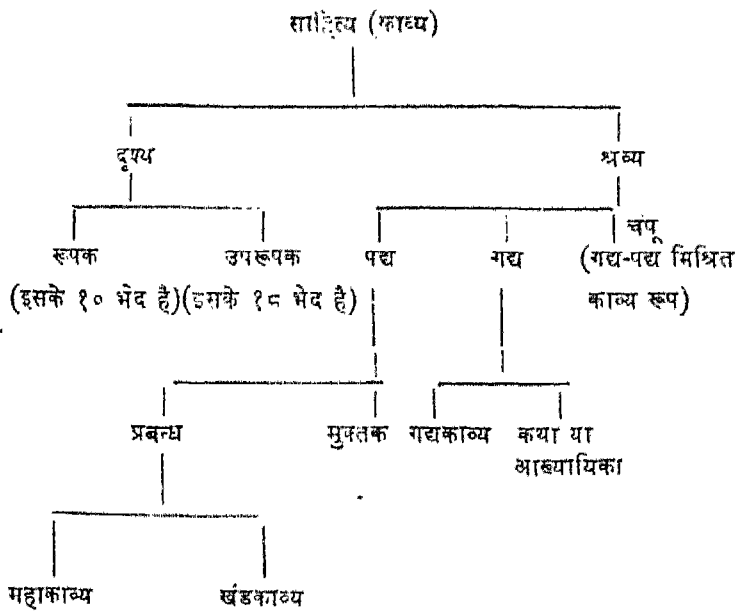 साहित्य (काव्य)
दृश्य श्रव्य
रूपक उपरूपक पद्य गद्य चंपू
(इसके १० भेद है)(इसके १८ भेद है) (गद्य-पद्य मिश्रित
काव्य रूप)
प्रबन्ध मुक्तक गद्यकाव्य कथा या
आख्यायिका
महाकाव्य खंडकाव्य